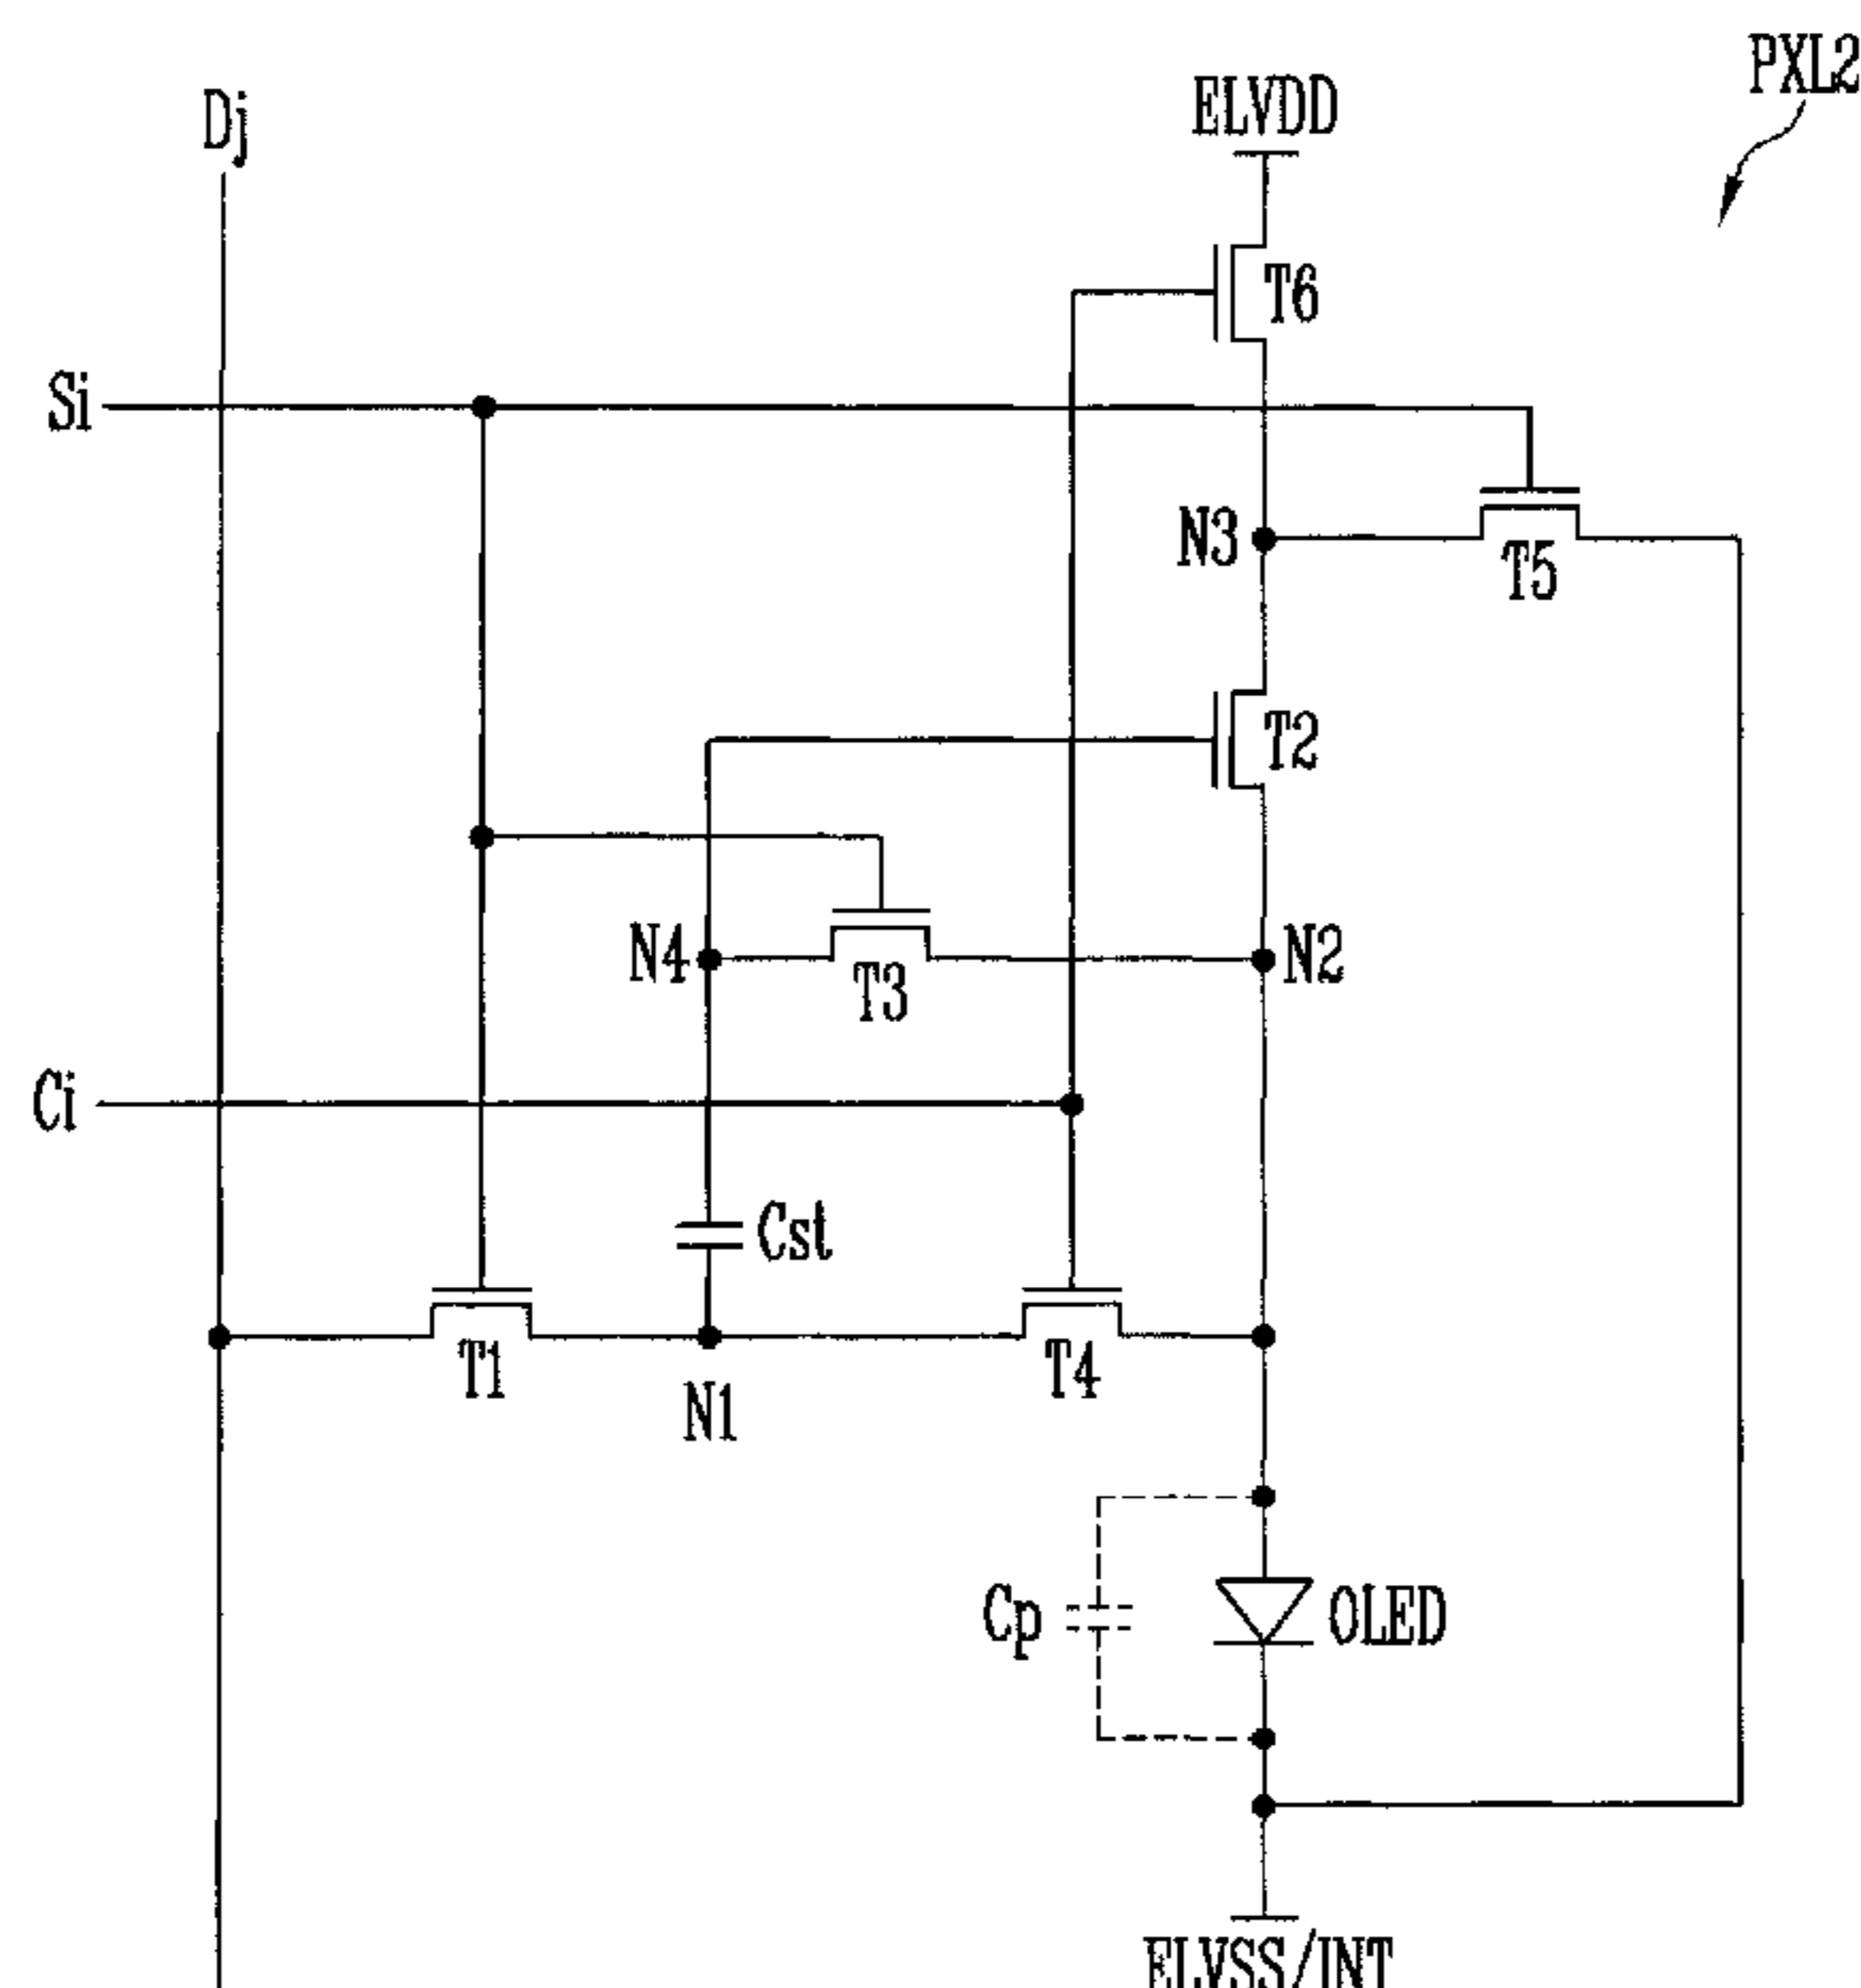 PXL2
Dj
ELVDD
T6
Si
N3
T5
T2
N4
N2
T3
Ci
Cst
T1
T4
N1
Cp
OLED
ELVSS/INT